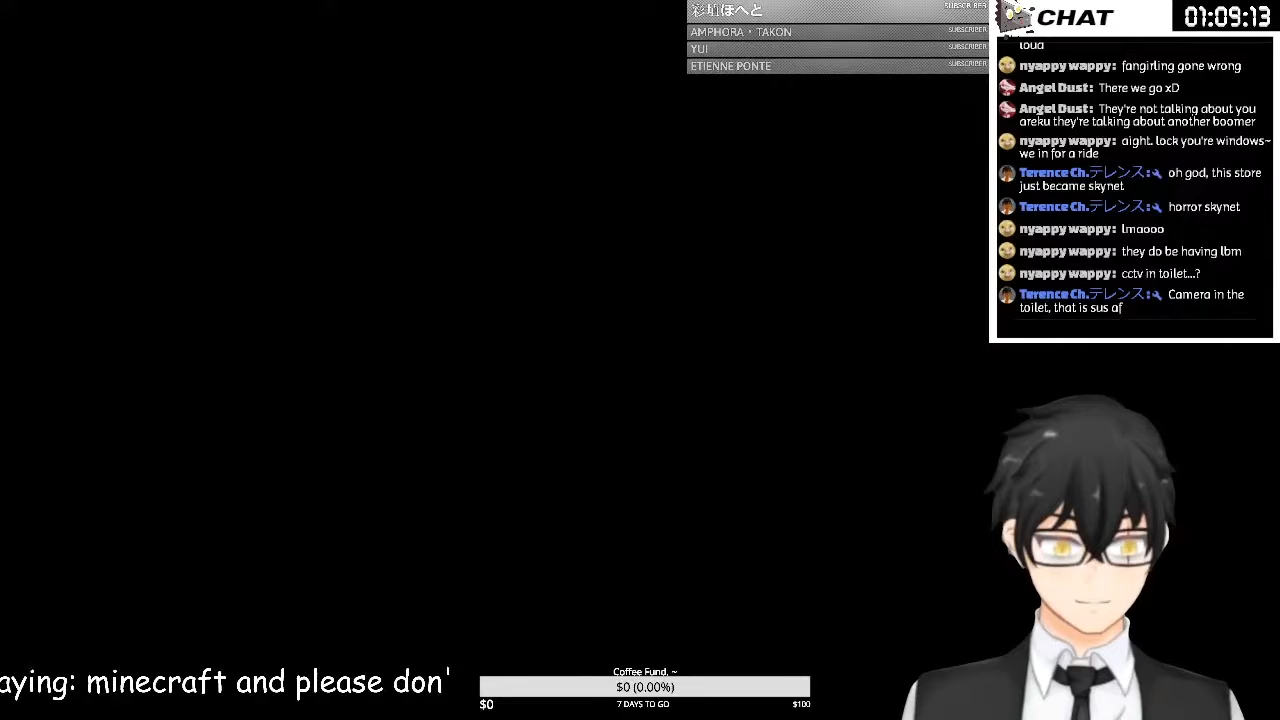 彩埴ほへと SUBSCRIBER
AMPHORA・TAKON SUBSCRIBER
YUI SUBSCRIBER
ETIENNE PONTE SUBSCRIBER
CHAT
01:09:13
loud
nyappy wappy: fangirling gone wrong
Angel Dust: There we go xD
Angel Dust: They're not talking about you
areku they're talking about another boomer
nyappy wappy: aight. lock you're windows~
we in for a ride
Terence Ch.テレンス: oh god, this store
just became skynet
Terence Ch.テレンス: horror skynet
nyappy wappy: lmaooo
nyappy wappy: they do be having lbm
nyappy wappy: cctv in toilet...?
Terence Ch.テレンス: Camera in the
toilet, that is sus af
aying: minecraft and please don'
Coffee Fund, ~
$0 (0.00%)
$0 7 DAYS TO GO $100